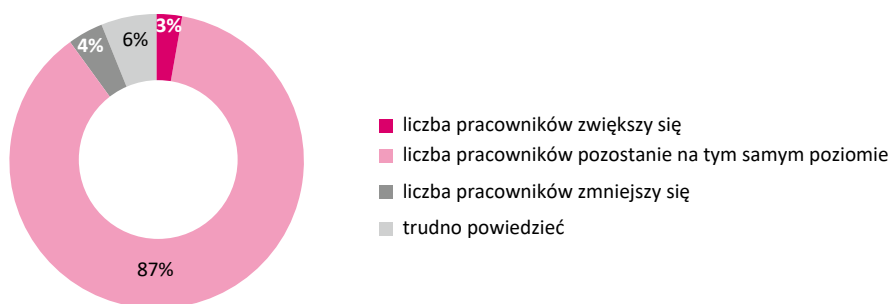 3%
4%
6%
87%
liczba pracowników zwiększy się
liczba pracowników pozostanie na tym samym poziomie
liczba pracowników zmniejszy się
trudno powiedzieć